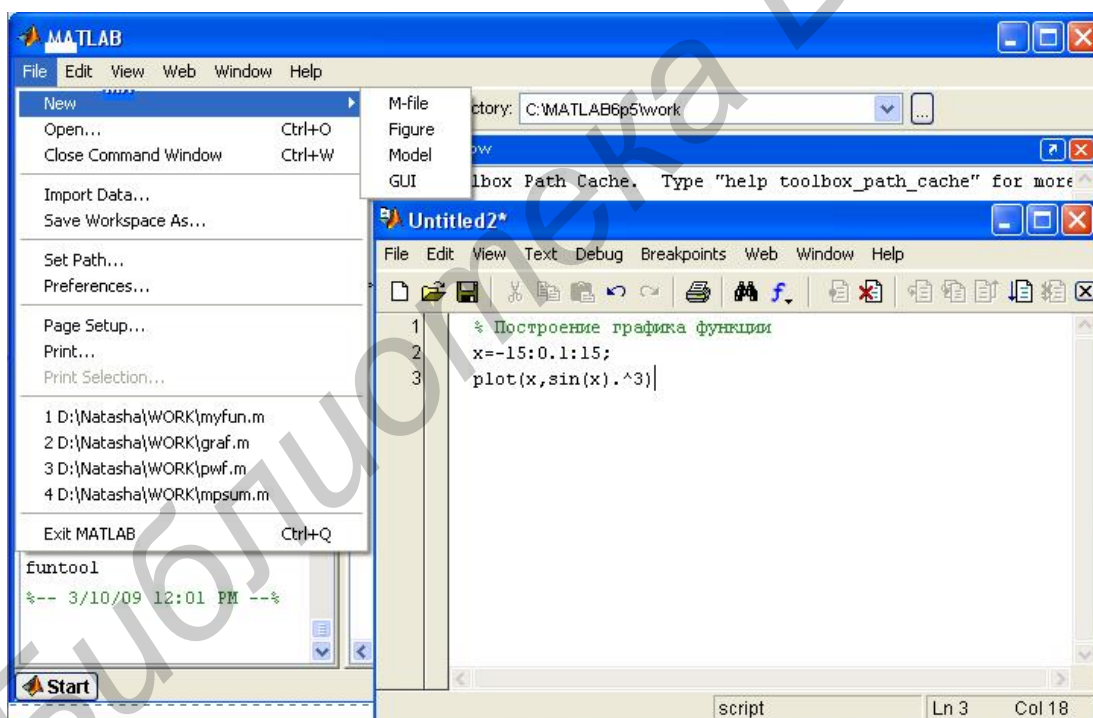 MATLAB
File Edit View Web Window Help
New
Open... Ctrl+O
Close Command Window Ctrl+W
Import Data...
Save Workspace As...
Set Path...
Preferences...
Page Setup...
Print...
Print Selection...
1 D:\Natasha\WORK\myfun.m
2 D:\Natasha\WORK\graf.m
3 D:\Natasha\WORK\pwf.m
4 D:\Natasha\WORK\mpsum.m
Exit MATLAB Ctrl+Q
M-file
Figure
Model
GUI
ctory: C:\MATLAB6p5\work ...
ow
lbox Path Cache. Type "help toolbox_path_cache" for more
Untitled2*
File Edit View Text Debug Breakpoints Web Window Help
1 % Построение графика функции
2 x=-15:0.1:15;
3 plot(x,sin(x).^3)
funtool
%-- 3/10/09 12:01 PM --%
Start
script Ln 3 Col 18
Библиотека